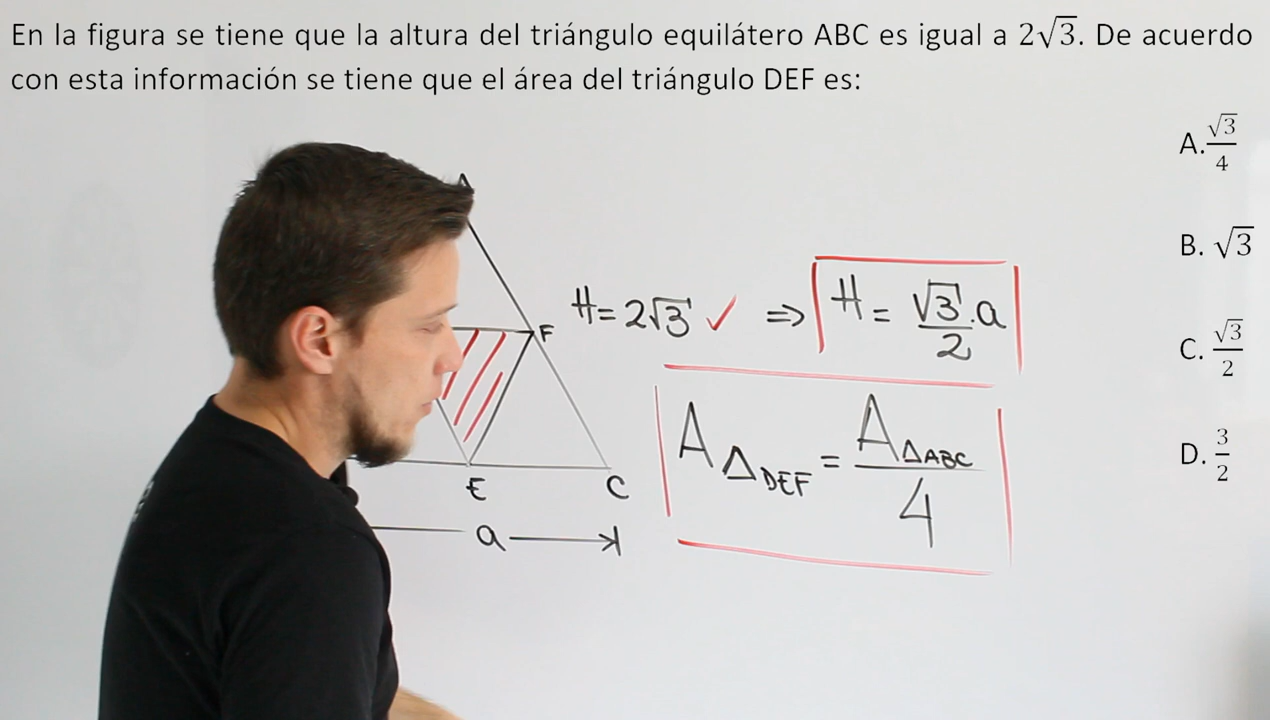 En la figura se tiene que la altura del triángulo equilátero ABC es igual a 2√3. De acuerdo
con esta información se tiene que el área del triángulo DEF es:
A. √3/4
B. √3
C. √3/2
D. 3/2
A
F
E
C
a
H = 2√3 ✓ ⇒ H = √3/2 . a
A△DEF = A△ABC/4